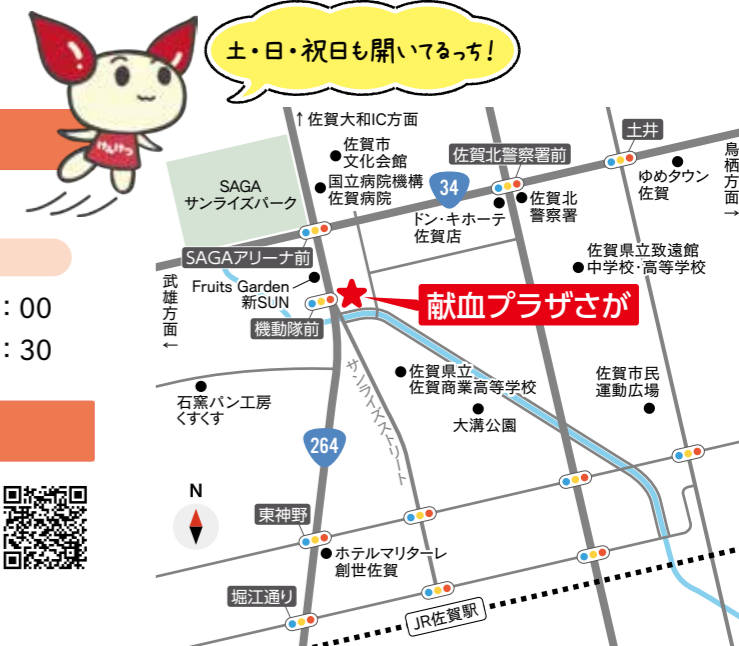 土・日・祝日も開いてるっち！
けんけつ
↑佐賀大和IC方面
佐賀市
文化会館
国立病院機構
佐賀病院
SAGA
サンライズパーク
佐賀北警察署前
34
土井
鳥栖方面→
ゆめタウン
佐賀
ドン・キホーテ
佐賀店
佐賀北
警察署
SAGAアリーナ前
佐賀県立致遠館
中学校・高等学校
武雄方面←
Fruits Garden
新SUN
献血プラザさが
機動隊前
：00
：30
サンライズストリート
佐賀県立
佐賀商業高等学校
佐賀市民
運動広場
石窯パン工房
くすくす
大溝公園
264
N
東神野
ホテルマリターレ
創世佐賀
堀江通り
JR佐賀駅